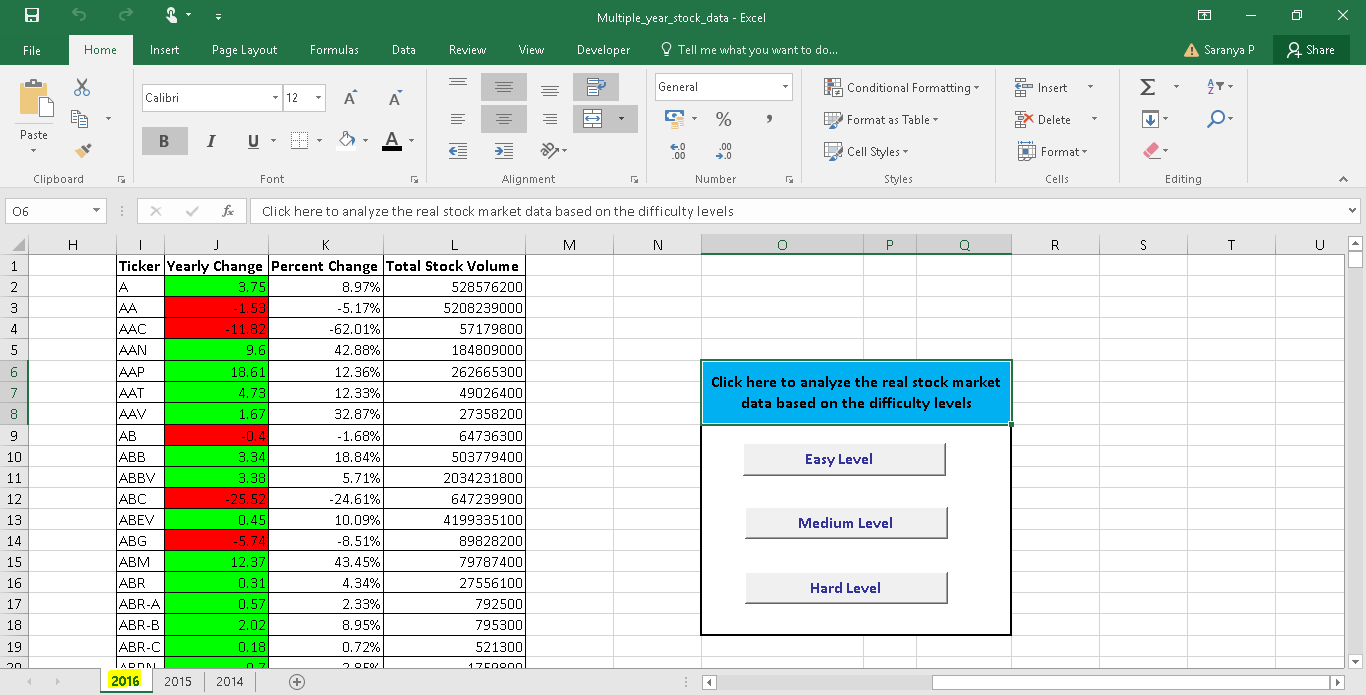 Multiple_year_stock_data - Excel
File Home Insert Page Layout Formulas Data Review View Developer Tell me what you want to do... Saranya P Share
Calibri 12 General Conditional Formatting Insert Σ
Paste Format as Table Delete
B I U A % , Cell Styles Format
Clipboard Font Alignment Number Styles Cells Editing
O6 fx Click here to analyze the real stock market data based on the difficulty levels
H I J K L M N O P Q R S T U
1 Ticker Yearly Change Percent Change Total Stock Volume
2 A 3.75 8.97% 528576200
3 AA -1.53 -5.17% 5208239000
4 AAC -11.82 -62.01% 57179800
5 AAN 9.6 42.88% 184809000
6 AAP 18.61 12.36% 262665300
7 AAT 4.73 12.33% 49026400
8 AAV 1.67 32.87% 27358200
Click here to analyze the real stock market
data based on the difficulty levels
9 AB -0.4 -1.68% 64736300
10 ABB 3.34 18.84% 503779400
Easy Level
11 ABBV 3.38 5.71% 2034231800
12 ABC -25.52 -24.61% 647239900
13 ABEV 0.45 10.09% 4199335100
Medium Level
14 ABG -5.74 -8.51% 89828200
15 ABM 12.37 43.45% 79787400
16 ABR 0.31 4.34% 27556100
Hard Level
17 ABR-A 0.57 2.33% 792500
18 ABR-B 2.02 8.95% 795300
19 ABR-C 0.18 0.72% 521300
20
2016 2015 2014